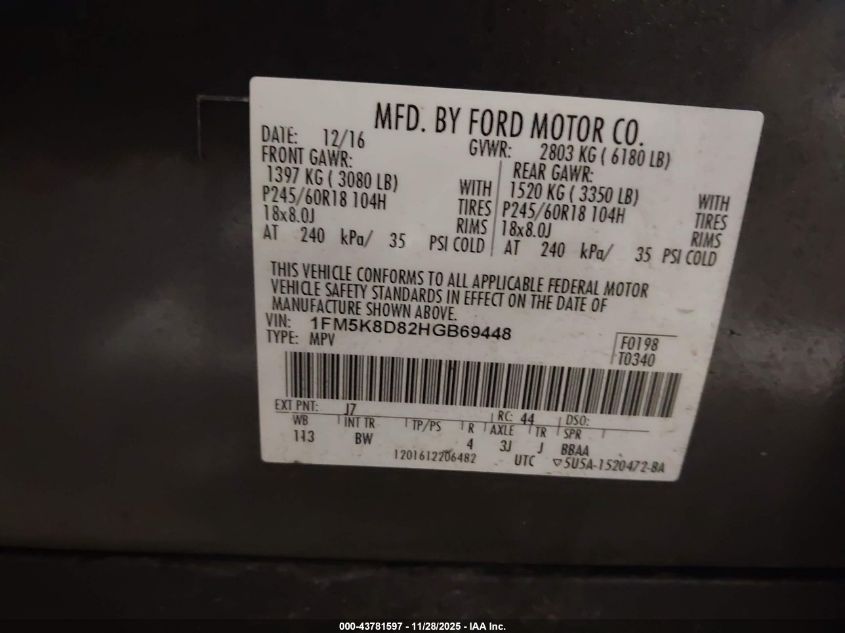 MFD. BY FORD MOTOR CO.
DATE: 12/16 GVWR: 2803 KG ( 6180 LB)
FRONT GAWR: REAR GAWR:
1397 KG ( 3080 LB) WITH 1520 KG ( 3350 LB) WITH
P245/60R18 104H TIRES P245/60R18 104H TIRES
18x8.0J RIMS 18x8.0J RIMS
AT 240 kPa/ 35 PSI COLD AT 240 kPa/ 35 PSI COLD
THIS VEHICLE CONFORMS TO ALL APPLICABLE FEDERAL MOTOR
VEHICLE SAFETY STANDARDS IN EFFECT ON THE DATE OF
MANUFACTURE SHOWN ABOVE.
VIN: 1FM5K8D82HGB69448
TYPE: MPV
F0198
T0340
EXT PNT: J7 RC: 44 DSO:
WB INT TR TP/PS R AXLE TR SPR
113 BW 4 3J J BBAA
1201612206482 UTC ▽5U5A-1520472-BA
000-43781597 - 11/28/2025 - IAA Inc.